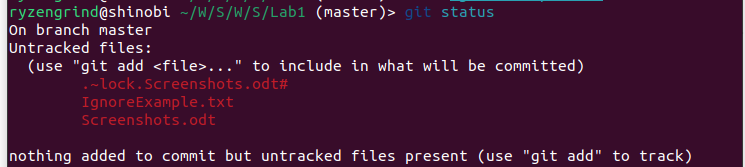 ryzengrind@shinobi ~/W/S/W/S/Lab1 (master)> git status
On branch master
Untracked files:
  (use "git add <file>..." to include in what will be committed)
        .~lock.Screenshots.odt#
        IgnoreExample.txt
        Screenshots.odt

nothing added to commit but untracked files present (use "git add" to track)